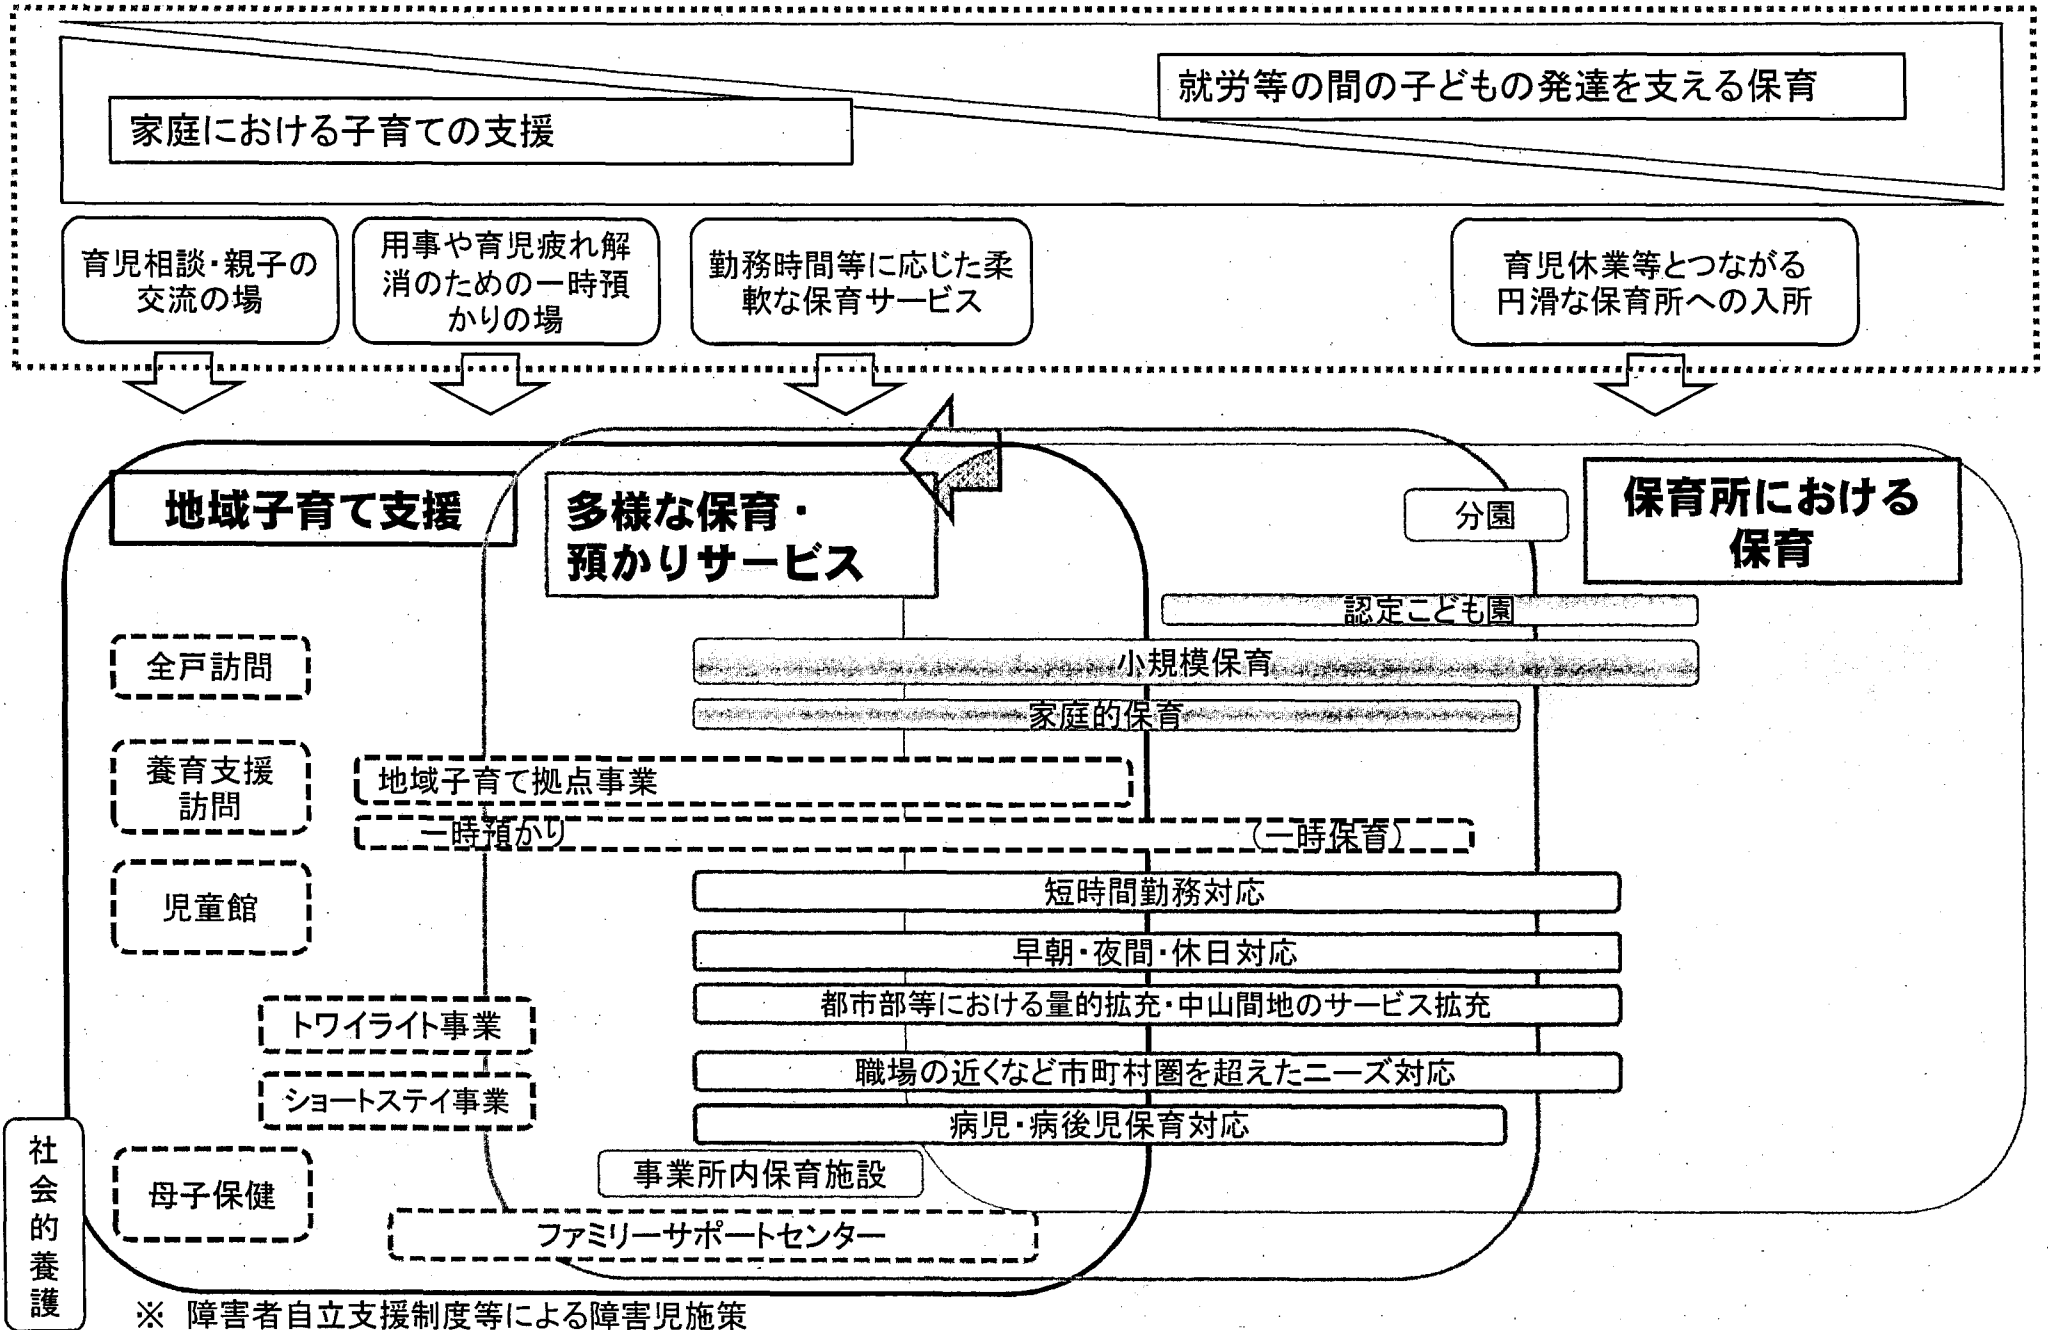 就労等の間の子どもの発達を支える保育
家庭における子育ての支援
育児相談・親子の
交流の場
用事や育児疲れ解
消のための一時預
かりの場
勤務時間等に応じた柔
軟な保育サービス
育児休業等とつながる
円滑な保育所への入所
地域子育て支援
多様な保育・
預かりサービス
分園
保育所における
保育
認定こども園
全戸訪問
小規模保育
家庭的保育
養育支援
訪問
地域子育て拠点事業
一時預かり
(一時保育)
児童館
短時間勤務対応
早朝・夜間・休日対応
トワイライト事業
都市部等における量的拡充・中山間地のサービス拡充
ショートステイ事業
職場の近くなど市町村圏を超えたニーズ対応
病児・病後児保育対応
社会的養護
母子保健
事業所内保育施設
ファミリーサポートセンター
※ 障害者自立支援制度等による障害児施策